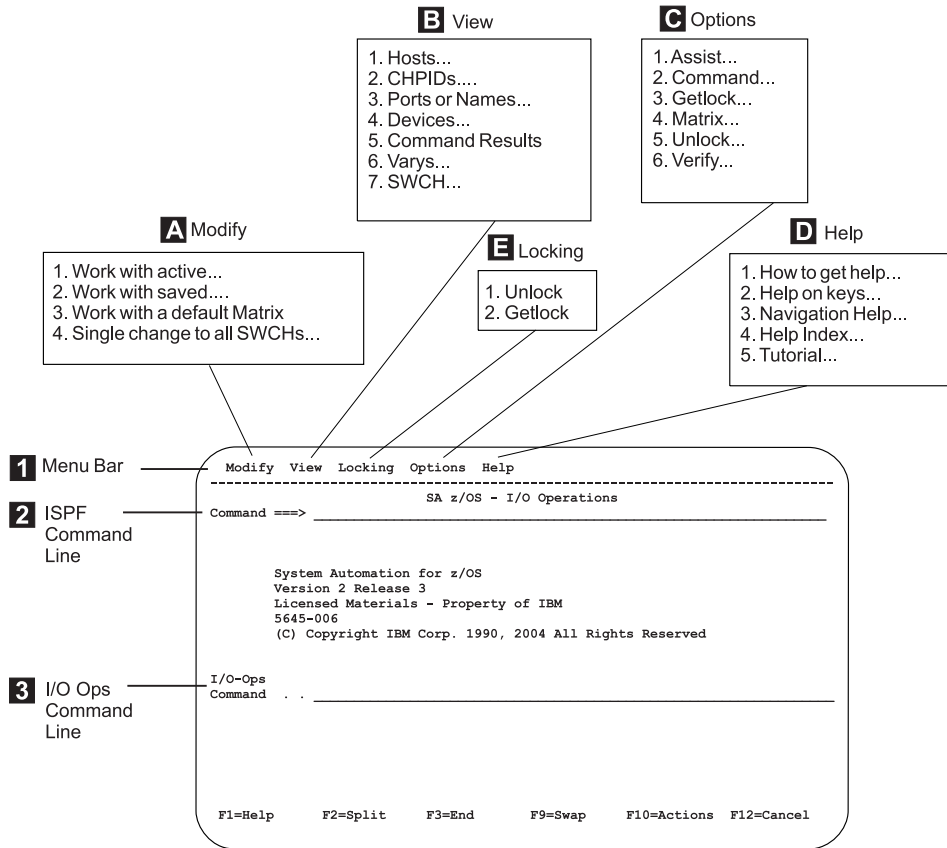 B View
1. Hosts...
2. CHPIDs....
3. Ports or Names...
4. Devices...
5. Command Results
6. Varys...
7. SWCH...
C Options
1. Assist...
2. Command...
3. Getlock...
4. Matrix...
5. Unlock...
6. Verify...
A Modify
1. Work with active...
2. Work with saved....
3. Work with a default Matrix
4. Single change to all SWCHs...
E Locking
1. Unlock
2. Getlock
D Help
1. How to get help...
2. Help on keys...
3. Navigation Help...
4. Help Index...
5. Tutorial...
1 Menu Bar
Modify View Locking Options Help
SA z/OS - I/O Operations
2 ISPF
Command
Line
Command ===>
System Automation for z/OS
Version 2 Release 3
Licensed Materials - Property of IBM
5645-006
(C) Copyright IBM Corp. 1990, 2004 All Rights Reserved
3 I/O Ops
Command
Line
I/O-Ops
Command . .
F1=Help F2=Split F3=End F9=Swap F10=Actions F12=Cancel